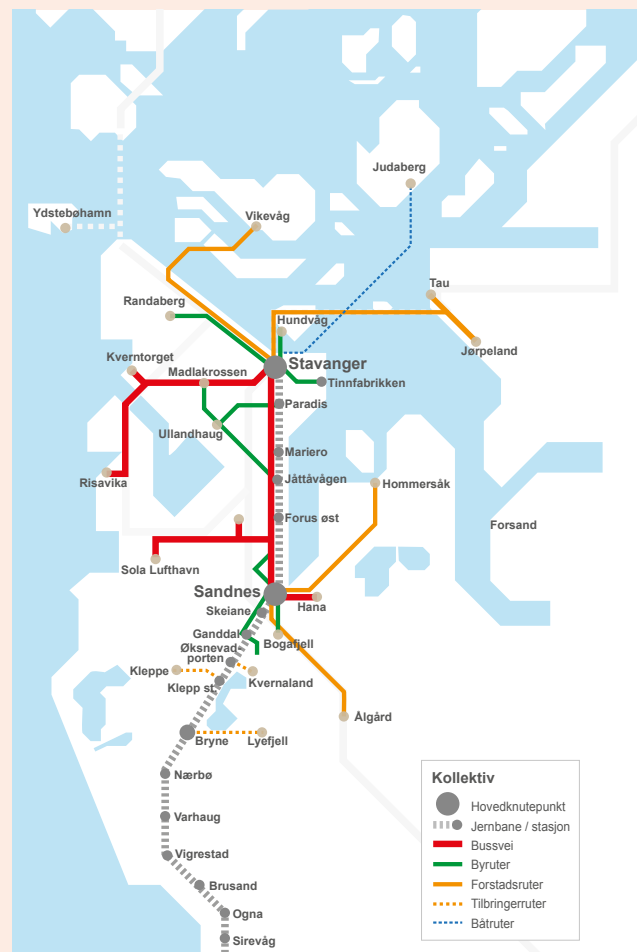 Judaberg
Ydstebøhamn
Vikevåg
Tau
Randaberg
Hundvåg
Kverntorget
Jørpeland
Stavanger
Madlakrossen
Tinnfabrikken
Paradis
Ullandhaug
Mariero
Jåttåvågen
Risavika
Hommersåk
Forus øst
Forsand
Sola Lufthavn
Sandnes
Hana
Skeiane
Ganddal
Bogafjell
Øksnevad-
porten
Kleppe
Klepp st.
Kvernaland
Ålgård
Bryne
Lyefjell
Nærbø
Varhaug
Vigrestad
Brusand
Ogna
Sirevåg
Kollektiv
Hovedknutepunkt
Jernbane / stasjon
Bussvei
Byruter
Forstadsruter
Tilbringerruter
Båtruter